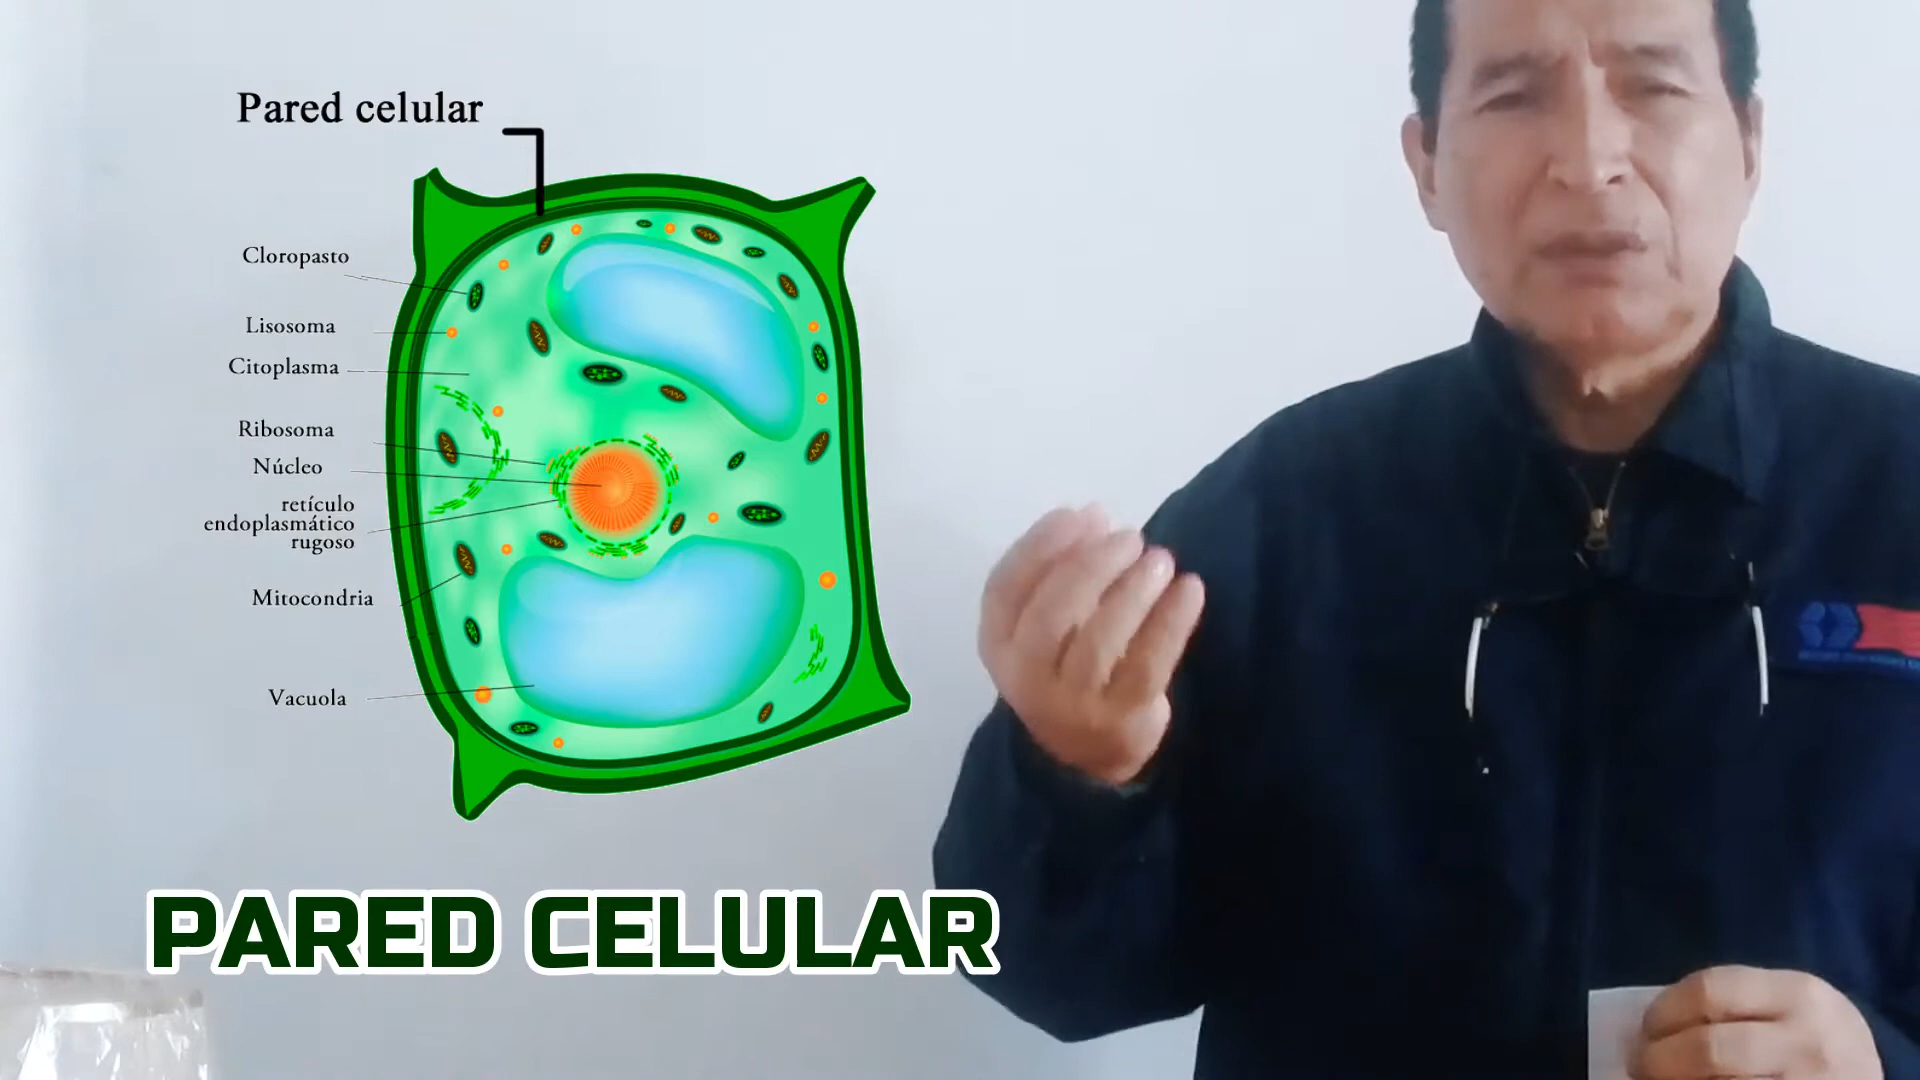 Pared celular
Cloropasto
Lisosoma
Citoplasma
Ribosoma
Núcleo
retículo
endoplasmático
rugoso
Mitocondria
Vacuola
PARED CELULAR